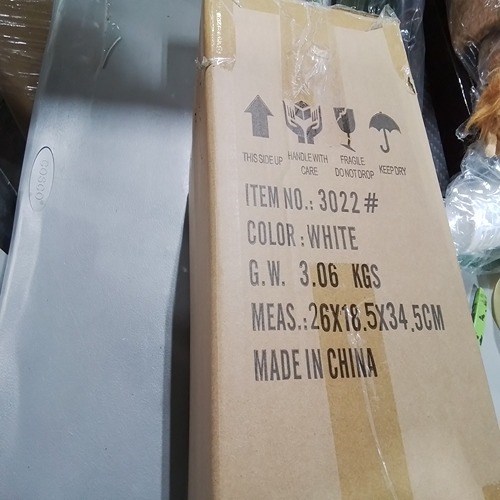 COSCO
THIS SIDE UP
HANDLE WITH
CARE
FRAGILE
DO NOT DROP
KEEP DRY
ITEM NO.: 3022#
COLOR: WHITE
G.W. 3.06 KGS
MEAS.:26X18.5X34.5CM
MADE IN CHINA